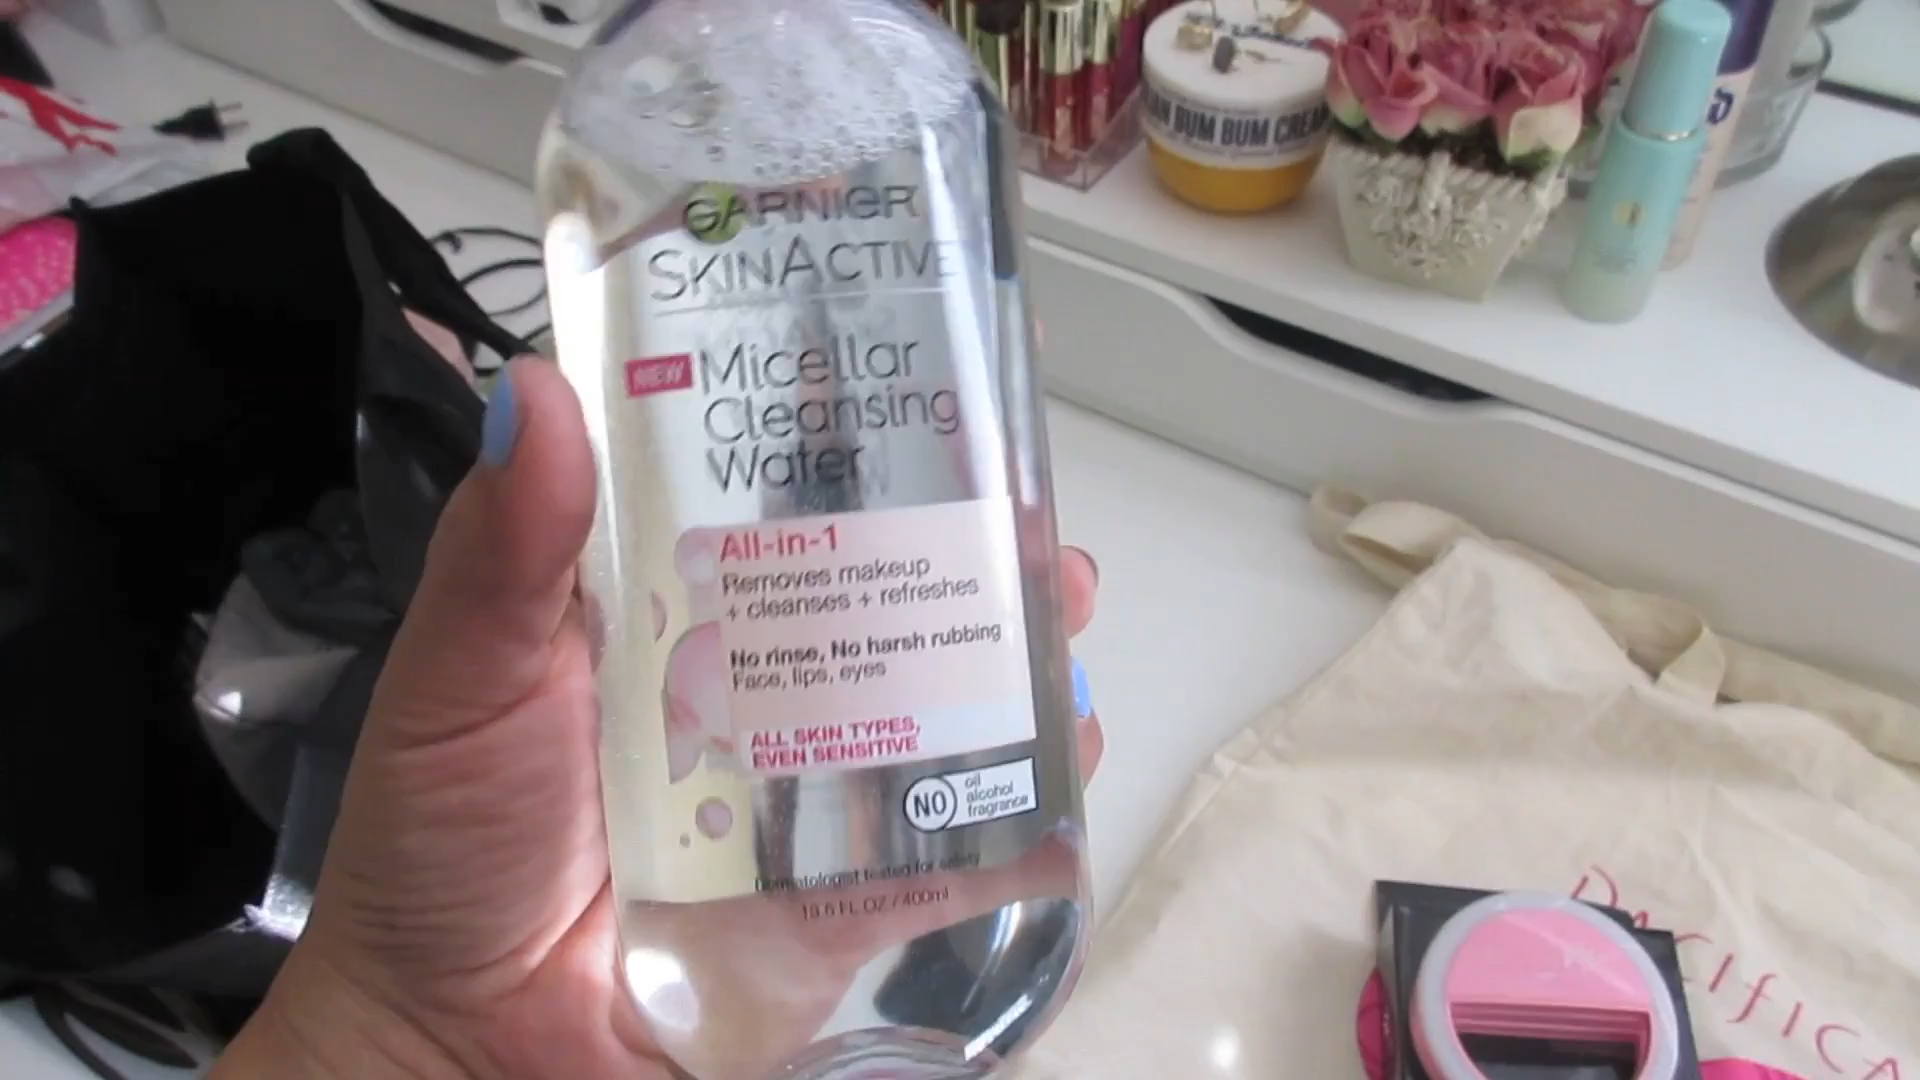 GARNIER
SKINACTIVE
NEW
Micellar
Cleansing
Water
All-in-1
Removes makeup
+ cleanses + refreshes
No rinse, No harsh rubbing
Face, lips, eyes
ALL SKIN TYPES,
EVEN SENSITIVE
NO
oil
alcohol
fragrance
Dermatologist tested for safety
FL OZ / 400ml
BUM BUM CREAM
PACIFICA